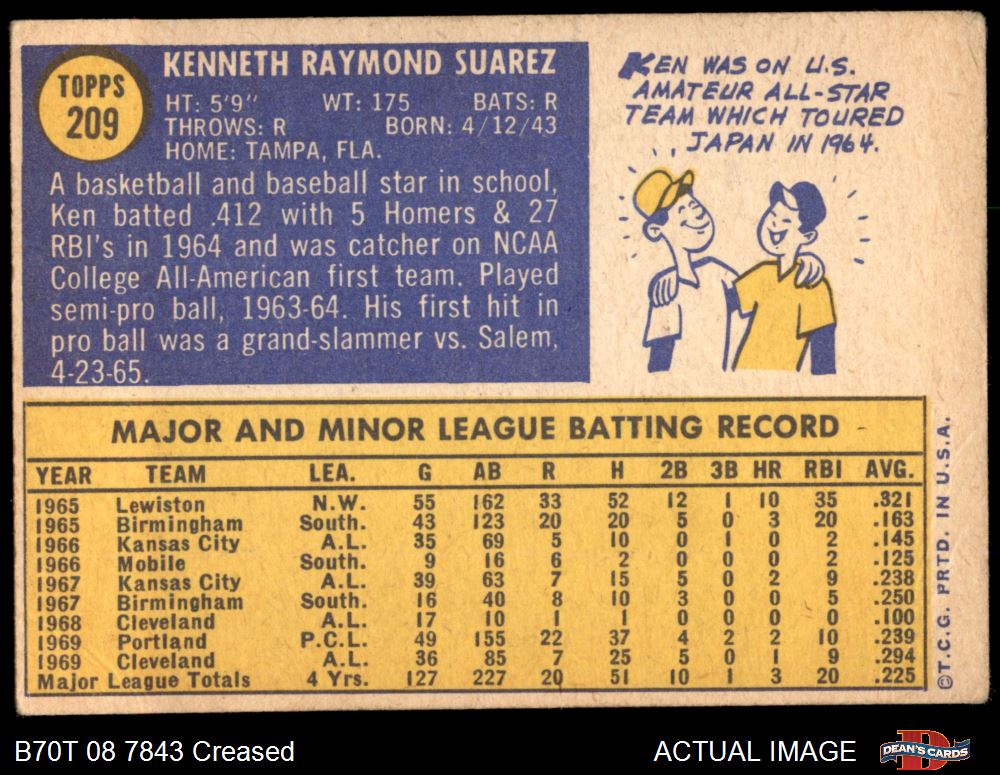 TOPPS
209
KENNETH RAYMOND SUAREZ
HT: 5'9" WT: 175 BATS: R
THROWS: R BORN: 4/12/43
HOME: TAMPA, FLA.
A basketball and baseball star in school,
Ken batted .412 with 5 Homers & 27
RBI's in 1964 and was catcher on NCAA
College All-American first team. Played
semi-pro ball, 1963-64. His first hit in
pro ball was a grand-slammer vs. Salem,
4-23-65.
KEN WAS ON U.S.
AMATEUR ALL-STAR
TEAM WHICH TOURED
JAPAN IN 1964.
MAJOR AND MINOR LEAGUE BATTING RECORD
YEAR TEAM LEA. G AB R H 2B 3B HR RBI AVG.
1965 Lewiston N.W. 55 162 33 52 12 1 10 35 .321
1965 Birmingham South. 43 123 20 20 5 0 3 20 .163
1966 Kansas City A.L. 35 69 5 10 0 1 0 2 .145
1966 Mobile South. 9 16 6 2 0 0 0 2 .125
1967 Kansas City A.L. 39 63 7 15 5 0 2 9 .238
1967 Birmingham South. 16 40 8 10 3 0 0 5 .250
1968 Cleveland A.L. 17 10 1 1 0 0 0 0 .100
1969 Portland P.C.L. 49 155 22 37 4 2 2 10 .239
1969 Cleveland A.L. 36 85 7 25 5 0 1 9 .294
Major League Totals 4 Yrs. 127 227 20 51 10 1 3 20 .225
©T.C.G. PRTD. IN U.S.A.
B70T 08 7843 Creased
ACTUAL IMAGE
DEAN'S CARDS